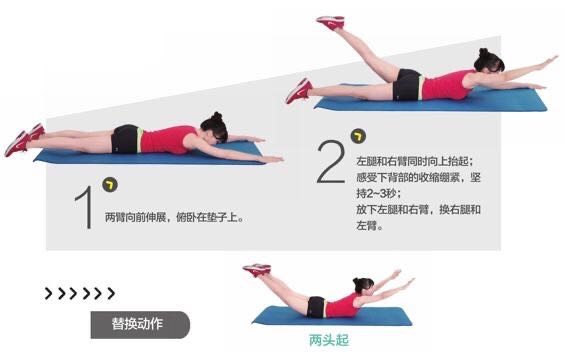 1
两臂向前伸展，俯卧在垫子上。
2
左腿和右臂同时向上抬起；
感受下背部的收缩绷紧，坚
持2~3秒；
放下左腿和右臂，换右腿和
左臂。
替换动作
两头起